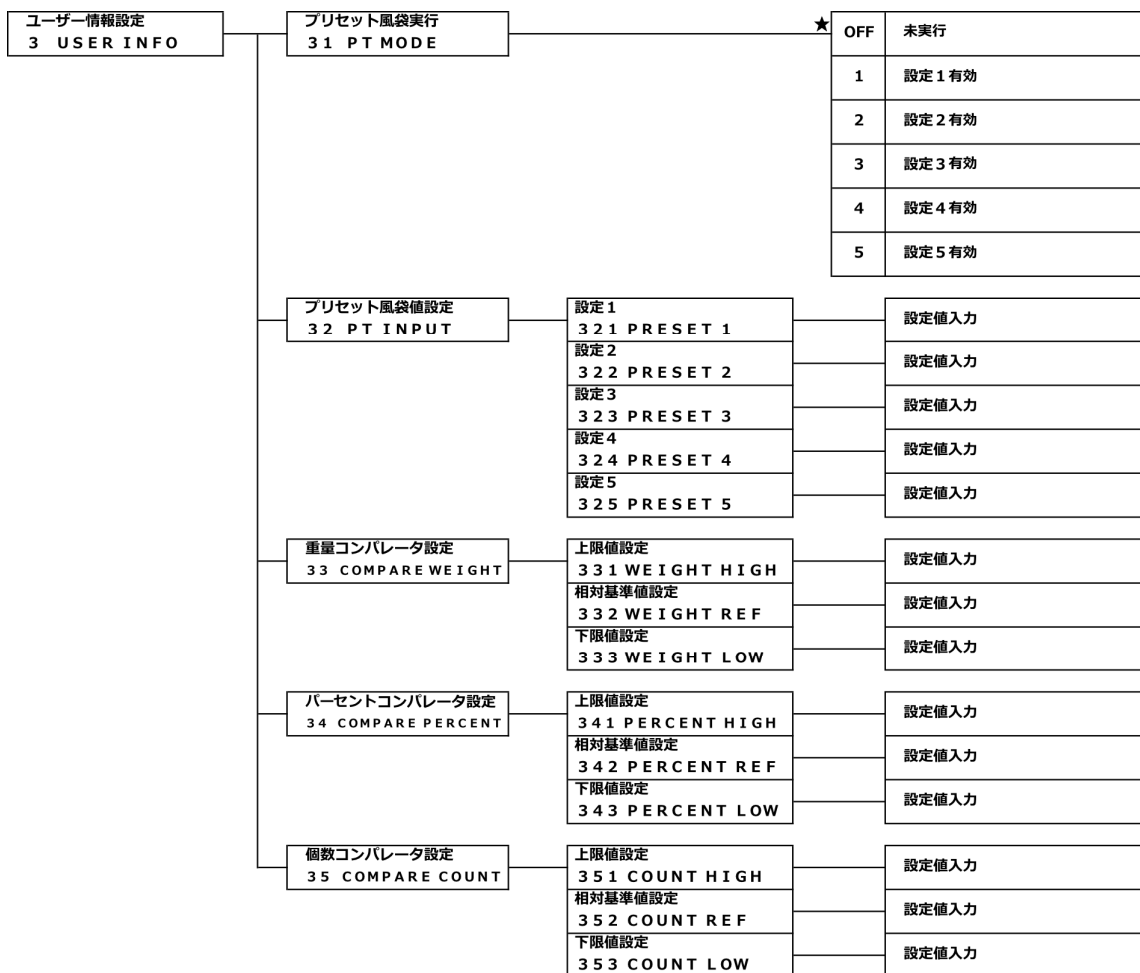 ユーザー情報設定
3 USER INFO
プリセット風袋実行
31 PT MODE
★
OFF 未実行
1 設定1有効
2 設定2有効
3 設定3有効
4 設定4有効
5 設定5有効
プリセット風袋値設定
32 PT INPUT
設定1
321 PRESET 1
設定値入力
設定2
322 PRESET 2
設定値入力
設定3
323 PRESET 3
設定値入力
設定4
324 PRESET 4
設定値入力
設定5
325 PRESET 5
設定値入力
重量コンパレータ設定
33 COMPARE WEIGHT
上限値設定
331 WEIGHT HIGH
設定値入力
相対基準値設定
332 WEIGHT REF
設定値入力
下限値設定
333 WEIGHT LOW
設定値入力
パーセントコンパレータ設定
34 COMPARE PERCENT
上限値設定
341 PERCENT HIGH
設定値入力
相対基準値設定
342 PERCENT REF
設定値入力
下限値設定
343 PERCENT LOW
設定値入力
個数コンパレータ設定
35 COMPARE COUNT
上限値設定
351 COUNT HIGH
設定値入力
相対基準値設定
352 COUNT REF
設定値入力
下限値設定
353 COUNT LOW
設定値入力